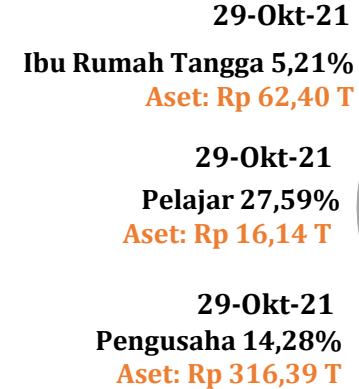 29-Okt-21
Ibu Rumah Tangga 5,21%
Aset: Rp 62,40 T
29-Okt-21
Pelajar 27,59%
Aset: Rp 16,14 T
29-Okt-21
Pengusaha 14,28%
Aset: Rp 316,39 T